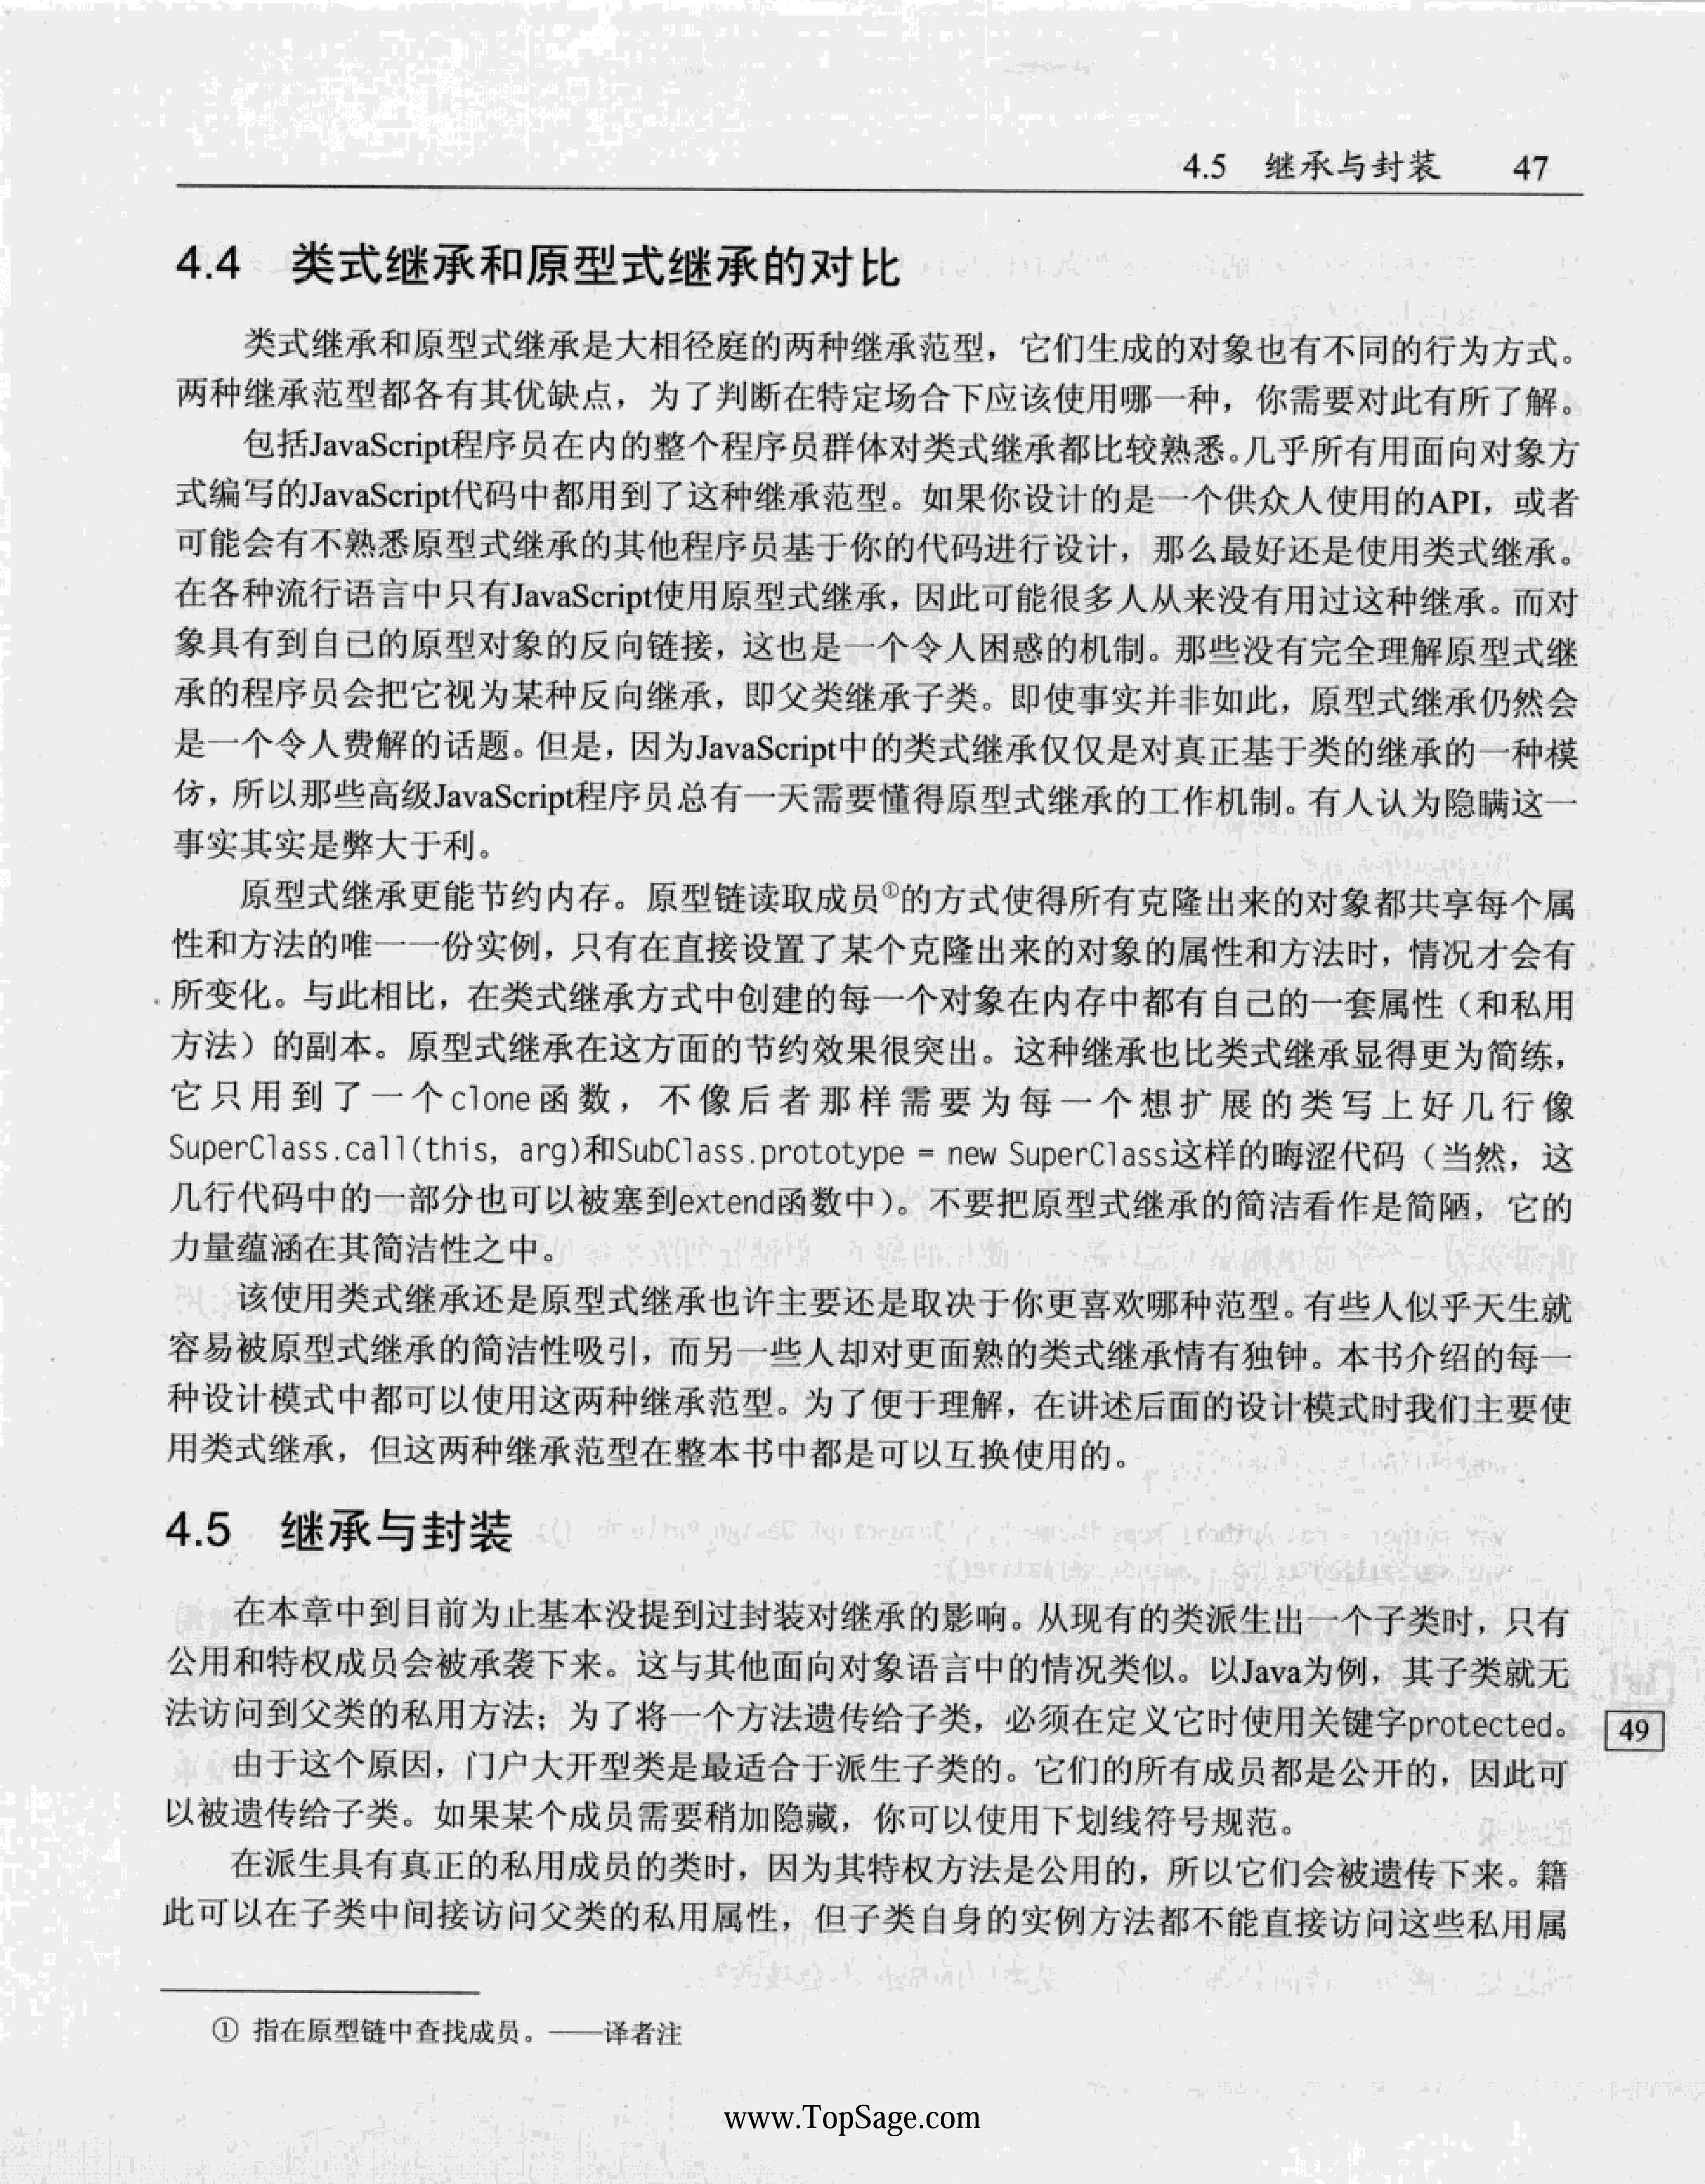 4.5 继承与封装 47
4.4 类式继承和原型式继承的对比
类式继承和原型式继承是大相径庭的两种继承范型，它们生成的对象也有不同的行为方式。
两种继承范型都各有其优缺点，为了判断在特定场合下应该使用哪一种，你需要对此有所了解。
包括JavaScript程序员在内的整个程序员群体对类式继承都比较熟悉。几乎所有用面向对象方
式编写的JavaScript代码中都用到了这种继承范型。如果你设计的是一个供众人使用的API，或者
可能会有不熟悉原型式继承的其他程序员基于你的代码进行设计，那么最好还是使用类式继承。
在各种流行语言中只有JavaScript使用原型式继承，因此可能很多人从来没有用过这种继承。而对
象具有到自己的原型对象的反向链接，这也是一个令人困惑的机制。那些没有完全理解原型式继
承的程序员会把它视为某种反向继承，即父类继承子类。即使事实并非如此，原型式继承仍然会
是一个令人费解的话题。但是，因为JavaScript中的类式继承仅仅是对真正基于类的继承的一种模
仿，所以那些高级JavaScript程序员总有一天需要懂得原型式继承的工作机制。有人认为隐瞒这一
事实其实是弊大于利。
原型式继承更能节约内存。原型链读取成员①的方式使得所有克隆出来的对象都共享每个属
性和方法的唯一一份实例，只有在直接设置了某个克隆出来的对象的属性和方法时，情况才会有
所变化。与此相比，在类式继承方式中创建的每一个对象在内存中都有自己的一套属性（和私用
方法）的副本。原型式继承在这方面的节约效果很突出。这种继承也比类式继承显得更为简练，
它只用到了一个clone函数，不像后者那样需要为每一个想扩展的类写上好几行像
SuperClass.call(this, arg)和SubClass.prototype = new SuperClass这样的晦涩代码（当然，这
几行代码中的一部分也可以被塞到extend函数中）。不要把原型式继承的简洁看作是简陋，它的
力量蕴涵在其简洁性之中。
该使用类式继承还是原型式继承也许主要还是取决于你更喜欢哪种范型。有些人似乎天生就
容易被原型式继承的简洁性吸引，而另一些人却对更面熟的类式继承情有独钟。本书介绍的每一
种设计模式中都可以使用这两种继承范型。为了便于理解，在讲述后面的设计模式时我们主要使
用类式继承，但这两种继承范型在整本书中都是可以互换使用的。
4.5 继承与封装
在本章中到目前为止基本没提到过封装对继承的影响。从现有的类派生出一个子类时，只有
公用和特权成员会被承袭下来。这与其他面向对象语言中的情况类似。以Java为例，其子类就无
法访问到父类的私用方法；为了将一个方法遗传给子类，必须在定义它时使用关键字protected。
49
由于这个原因，门户大开型类是最适合于派生子类的。它们的所有成员都是公开的，因此可
以被遗传给子类。如果某个成员需要稍加隐藏，你可以使用下划线符号规范。
在派生具有真正的私用成员的类时，因为其特权方法是公用的，所以它们会被遗传下来。籍
此可以在子类中间接访问父类的私用属性，但子类自身的实例方法都不能直接访问这些私用属
① 指在原型链中查找成员。——译者注
www.TopSage.com